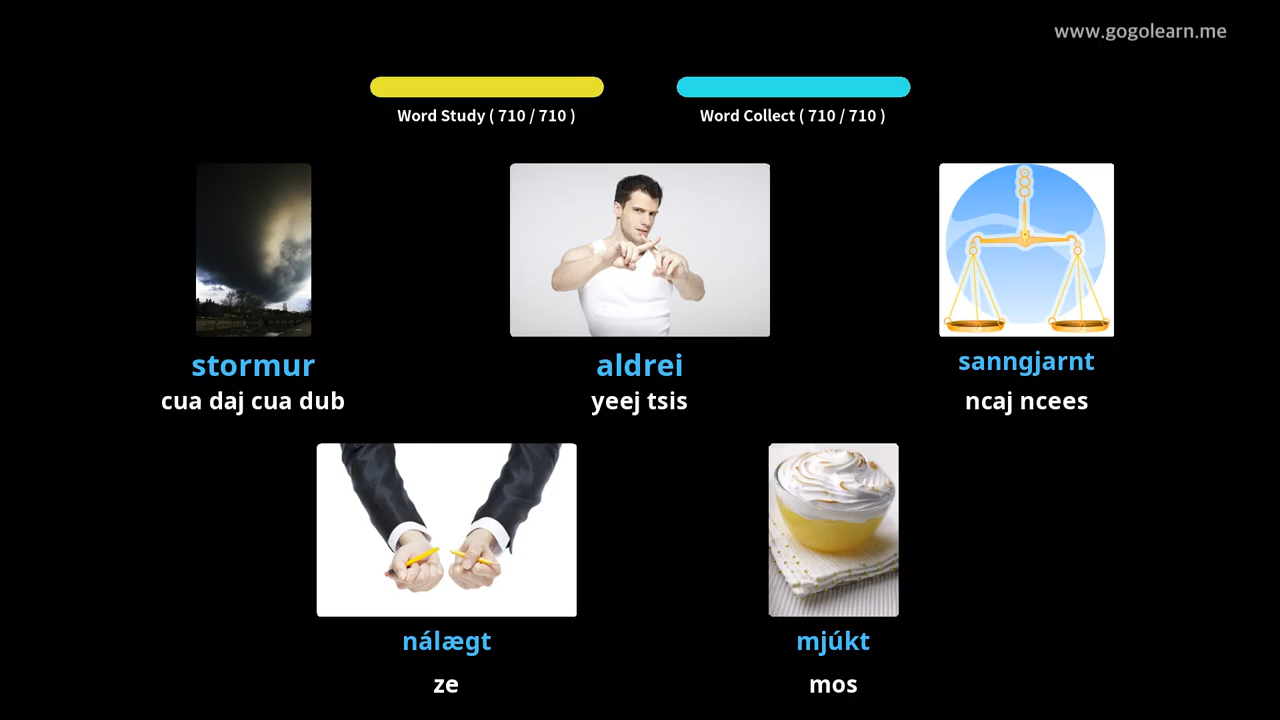 www.gogolearn.me
Word Study ( 710 / 710 )
Word Collect ( 710 / 710 )
stormur
cua daj cua dub
aldrei
yeej tsis
sanngjarnt
ncaj ncees
nálægt
ze
mjúkt
mos